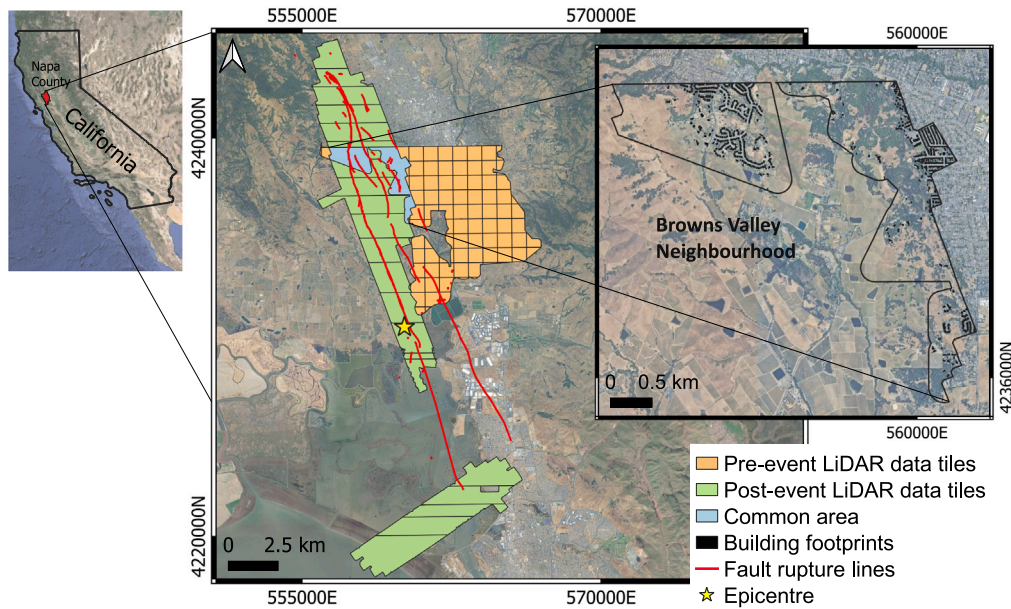 Napa
County
California
555000E
570000E
4240000N
4220000N
0 2.5 km
555000E
570000E
560000E
Browns Valley
Neighbourhood
0 0.5 km
4236000N
560000E
Pre-event LiDAR data tiles
Post-event LiDAR data tiles
Common area
Building footprints
Fault rupture lines
Epicentre